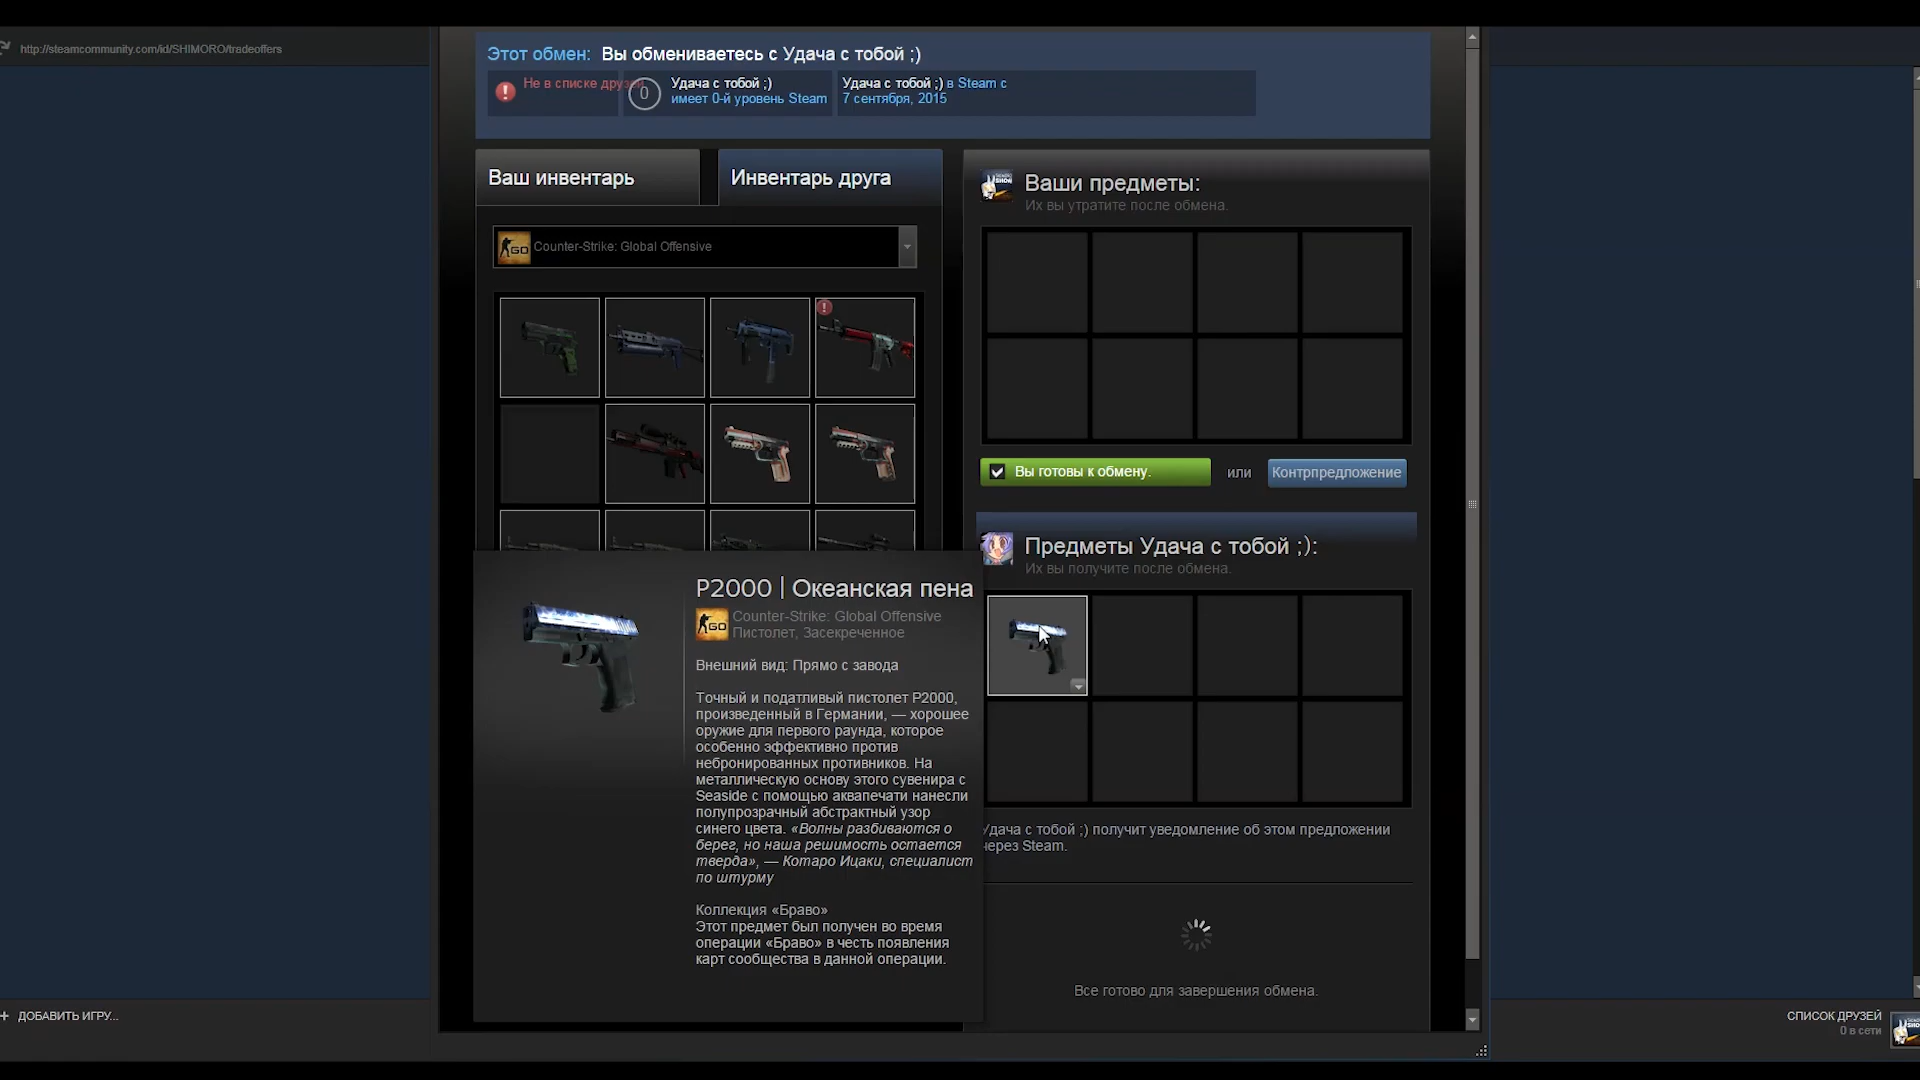 http://steamcommunity.com/id/SHIMORO/tradeoffers
Этот обмен: Вы обмениваетесь с Удача с тобой ;)
Не в списке друзей
0
Удача с тобой ;)
имеет 0-й уровень Steam
Удача с тобой ;) в Steam с
7 сентября, 2015
Ваш инвентарь
Инвентарь друга
Counter-Strike: Global Offensive
Ваши предметы:
Их вы утратите после обмена.
Вы готовы к обмену.
или
Контрпредложение
Предметы Удача с тобой ;):
Их вы получите после обмена.
P2000 | Океанская пена
Counter-Strike: Global Offensive
Пистолет, Засекреченное
Внешний вид: Прямо с завода
Точный и податливый пистолет P2000,
произведенный в Германии, — хорошее
оружие для первого раунда, которое
особенно эффективно против
небронированных противников. На
металлическую основу этого сувенира с
Seaside с помощью аквапечати нанесли
полупрозрачный абстрактный узор
синего цвета. «Волны разбиваются о
берег, но наша решимость остается
тверда», — Котаро Ицаки, специалист
по штурму
Коллекция «Браво»
Этот предмет был получен во время
операции «Браво» в честь появления
карт сообщества в данной операции.
Удача с тобой ;) получит уведомление об этом предложении
через Steam.
Все готово для завершения обмена.
+ ДОБАВИТЬ ИГРУ...
СПИСОК ДРУЗЕЙ
0 в сети